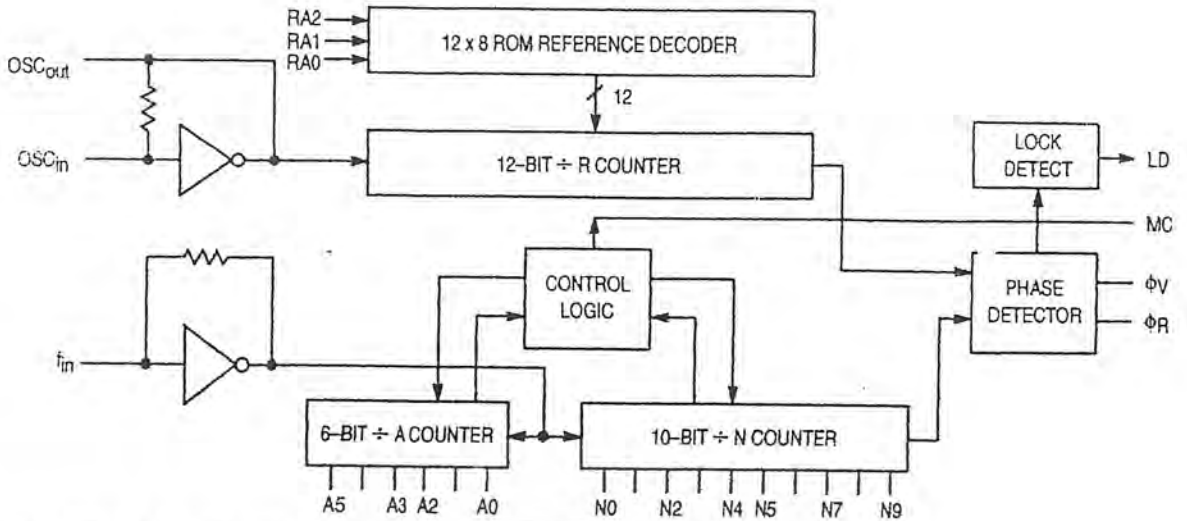 RA2
RA1
RA0
12 x 8 ROM REFERENCE DECODER
OSCout
12
OSCin
12–BIT ÷ R COUNTER
LOCK
DETECT
LD
MC
CONTROL
LOGIC
PHASE
DETECTOR
ϕV
ϕR
fin
6–BIT ÷ A COUNTER
10–BIT ÷ N COUNTER
A5 A3 A2 A0 N0 N2 N4 N5 N7 N9